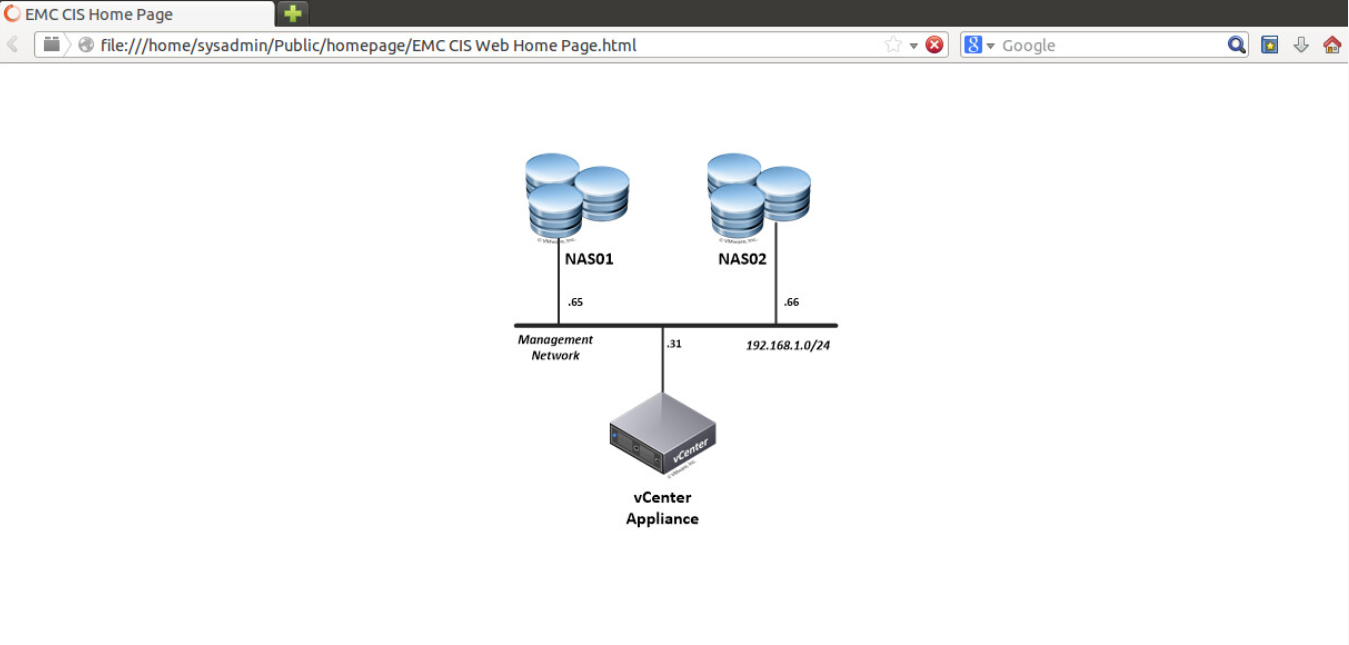 EMC CIS Home Page
file:///home/sysadmin/Public/homepage/EMC CIS Web Home Page.html
Google
© VMware, Inc.
© VMware, Inc.
NAS01
NAS02
.65
.66
Management
Network
.31
192.168.1.0/24
vCenter
© VMware, Inc.
vCenter
Appliance